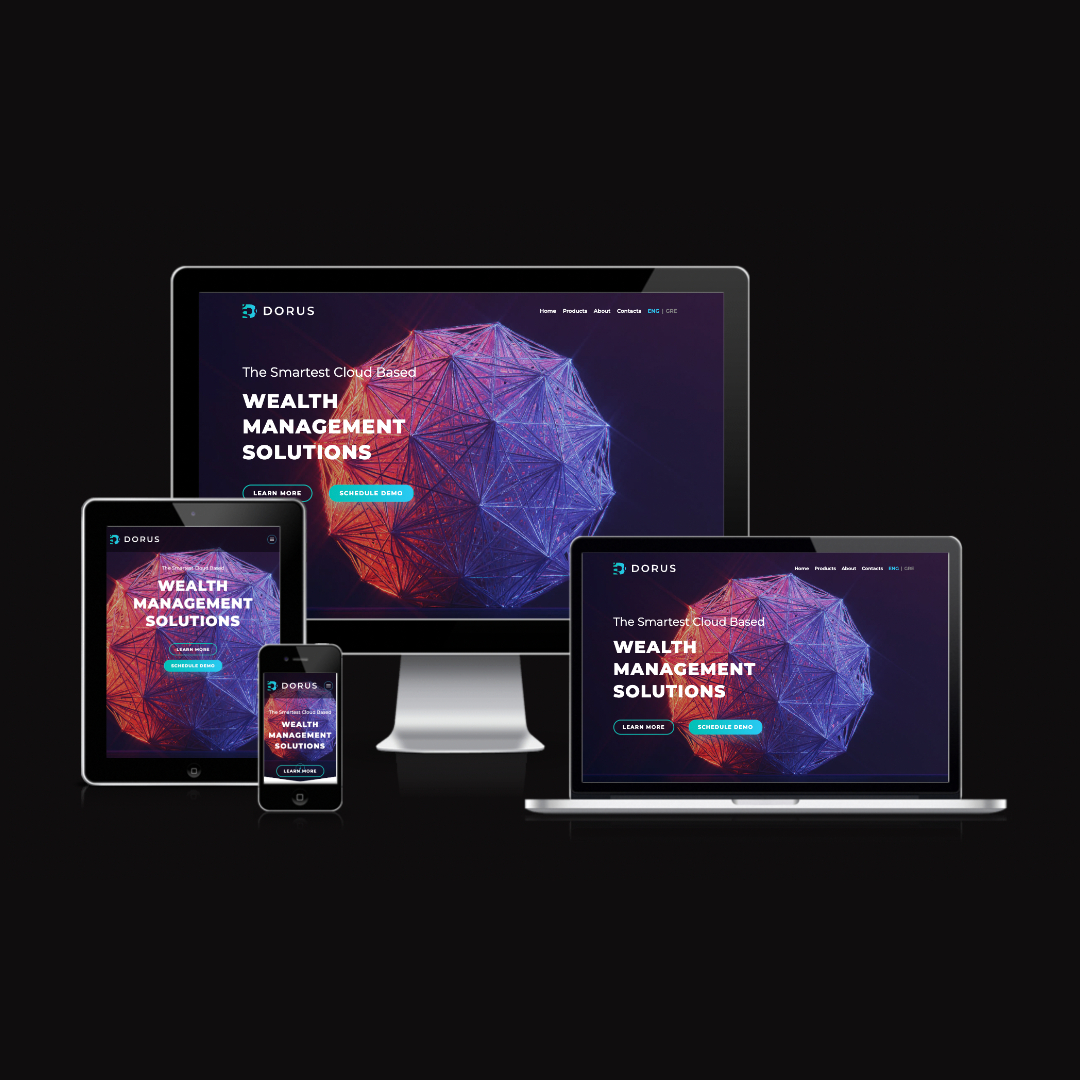 DORUS
Home Products About Contacts ENG | GRE
The Smartest Cloud Based
WEALTH
MANAGEMENT
SOLUTIONS
LEARN MORE SCHEDULE DEMO
DORUS
The Smartest Cloud Based
WEALTH
MANAGEMENT
SOLUTIONS
LEARN MORE
SCHEDULE DEMO
DORUS
The Smartest Cloud Based
WEALTH
MANAGEMENT
SOLUTIONS
LEARN MORE
DORUS
Home Products About Contacts ENG | GRE
The Smartest Cloud Based
WEALTH
MANAGEMENT
SOLUTIONS
LEARN MORE SCHEDULE DEMO